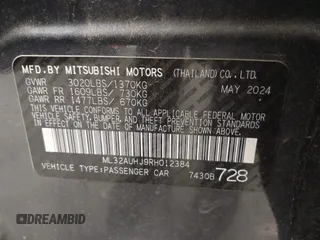 MFD.BY MITSUBISHI MOTORS (THAILAND) CO., LTD.
GVWR 3020LBS/1370KG MAY 2024
GAWR FR 1609LBS/ 730KG
GAWR RR 1477LBS/ 670KG
THIS VEHICLE CONFORMS TO ALL APPLICABLE FEDERAL MOTOR
VEHICLE SAFETY, BUMPER, AND THEFT PREVENTION STANDARDS
IN EFFECT ON THE DATE OF MANUFACTURE SHOWN ABOVE.
ML32AUHJ9RH012384
VEHICLE TYPE:PASSENGER CAR 7430B 728
AUTOBIDMASTER